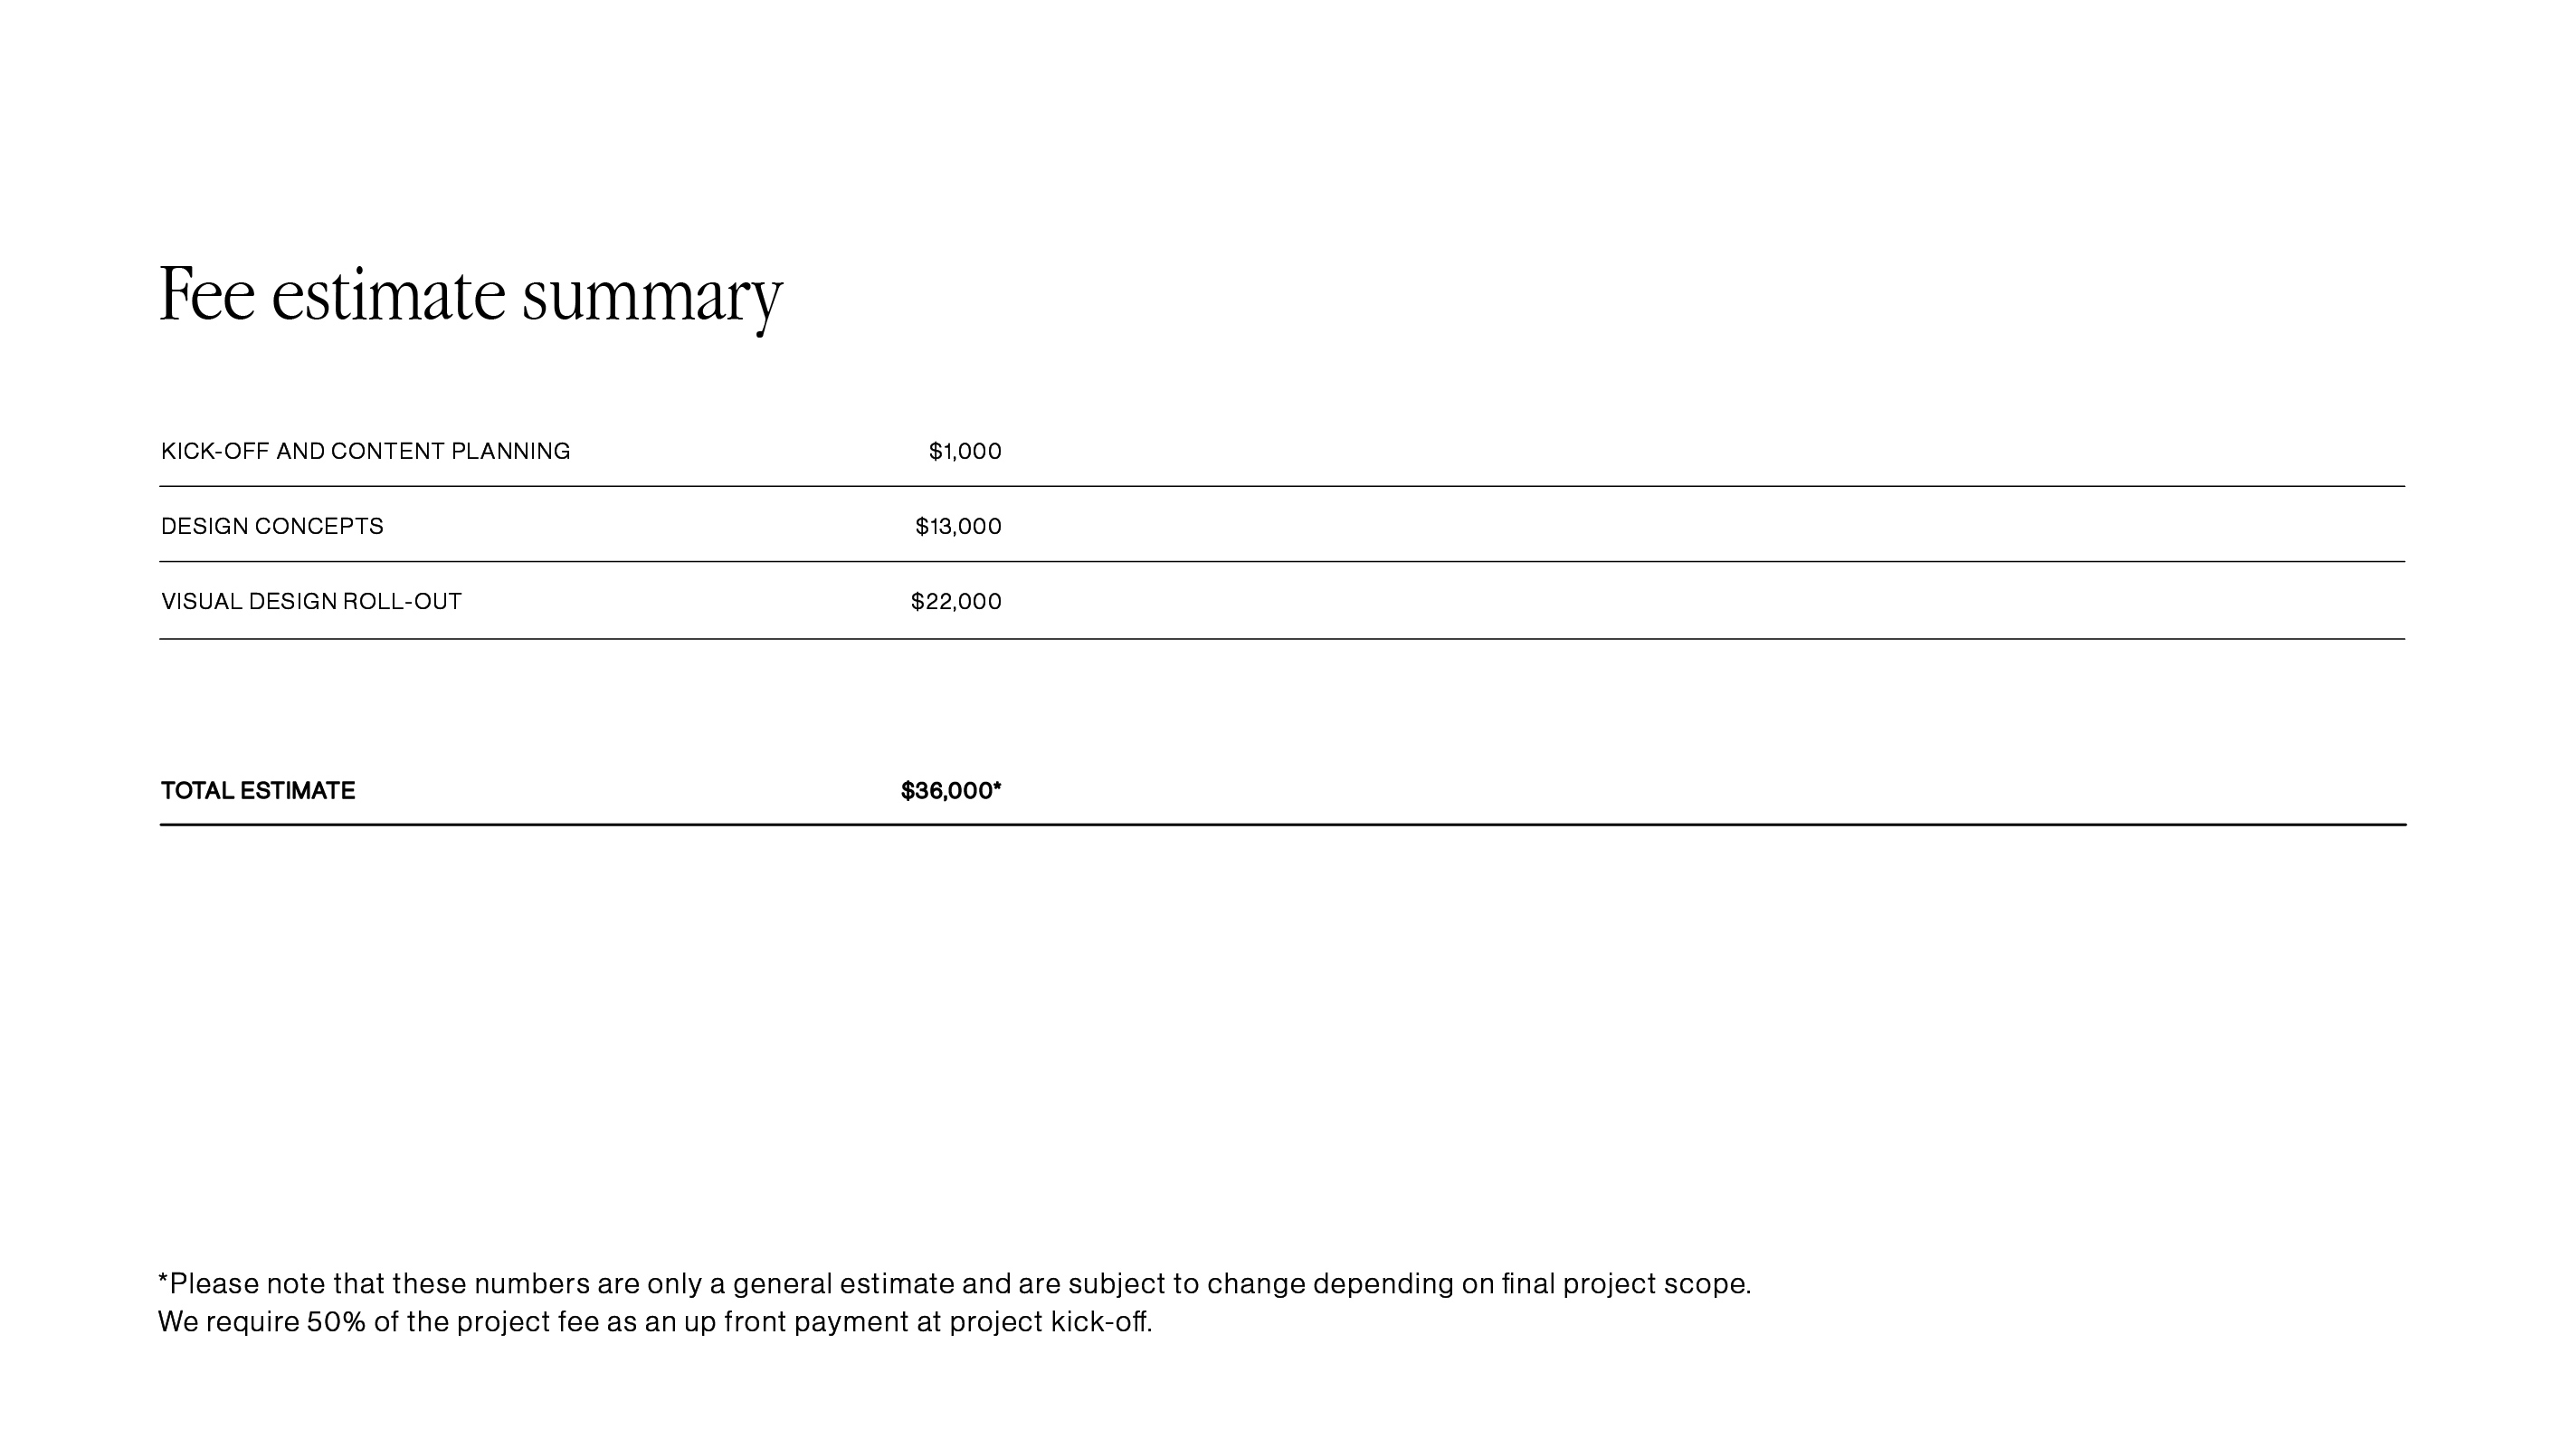 Fee estimate summary
KICK-OFF AND CONTENT PLANNING $1,000
DESIGN CONCEPTS $13,000
VISUAL DESIGN ROLL-OUT $22,000
TOTAL ESTIMATE $36,000*
*Please note that these numbers are only a general estimate and are subject to change depending on final project scope.
We require 50% of the project fee as an up front payment at project kick-off.